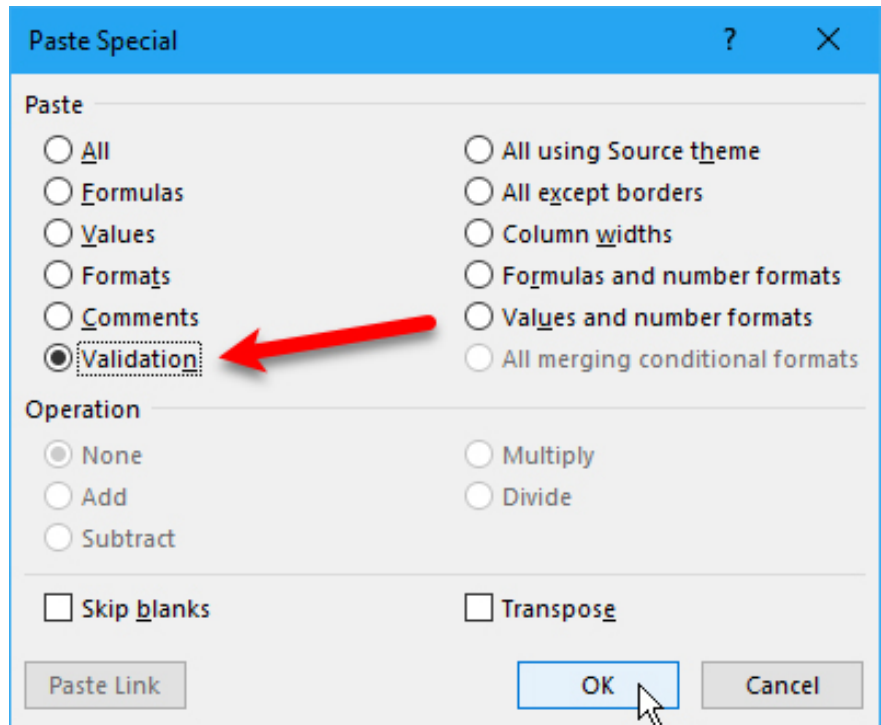 Paste Special
?
Paste
All
All using Source theme
Formulas
All except borders
Values
Column widths
Formats
Formulas and number formats
Comments
Values and number formats
Validation
All merging conditional formats
Operation
None
Multiply
Add
Divide
Subtract
Skip blanks
Transpose
Paste Link
OK
Cancel